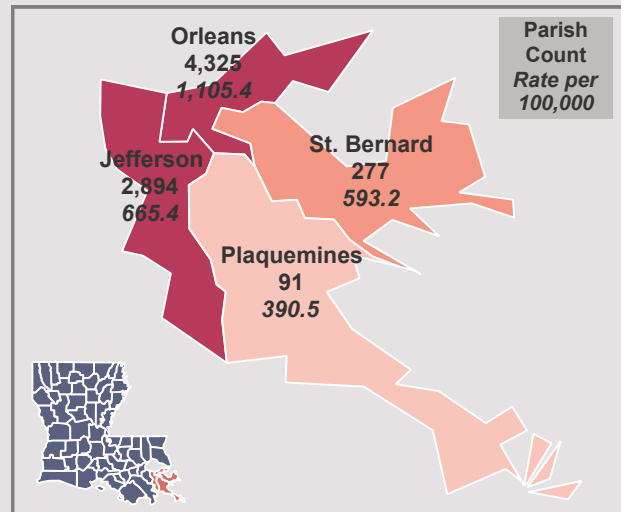 Orleans
4,325
1,105.4
Parish
Count
Rate per
100,000
Jefferson
2,894
665.4
St. Bernard
277
593.2
Plaquemines
91
390.5